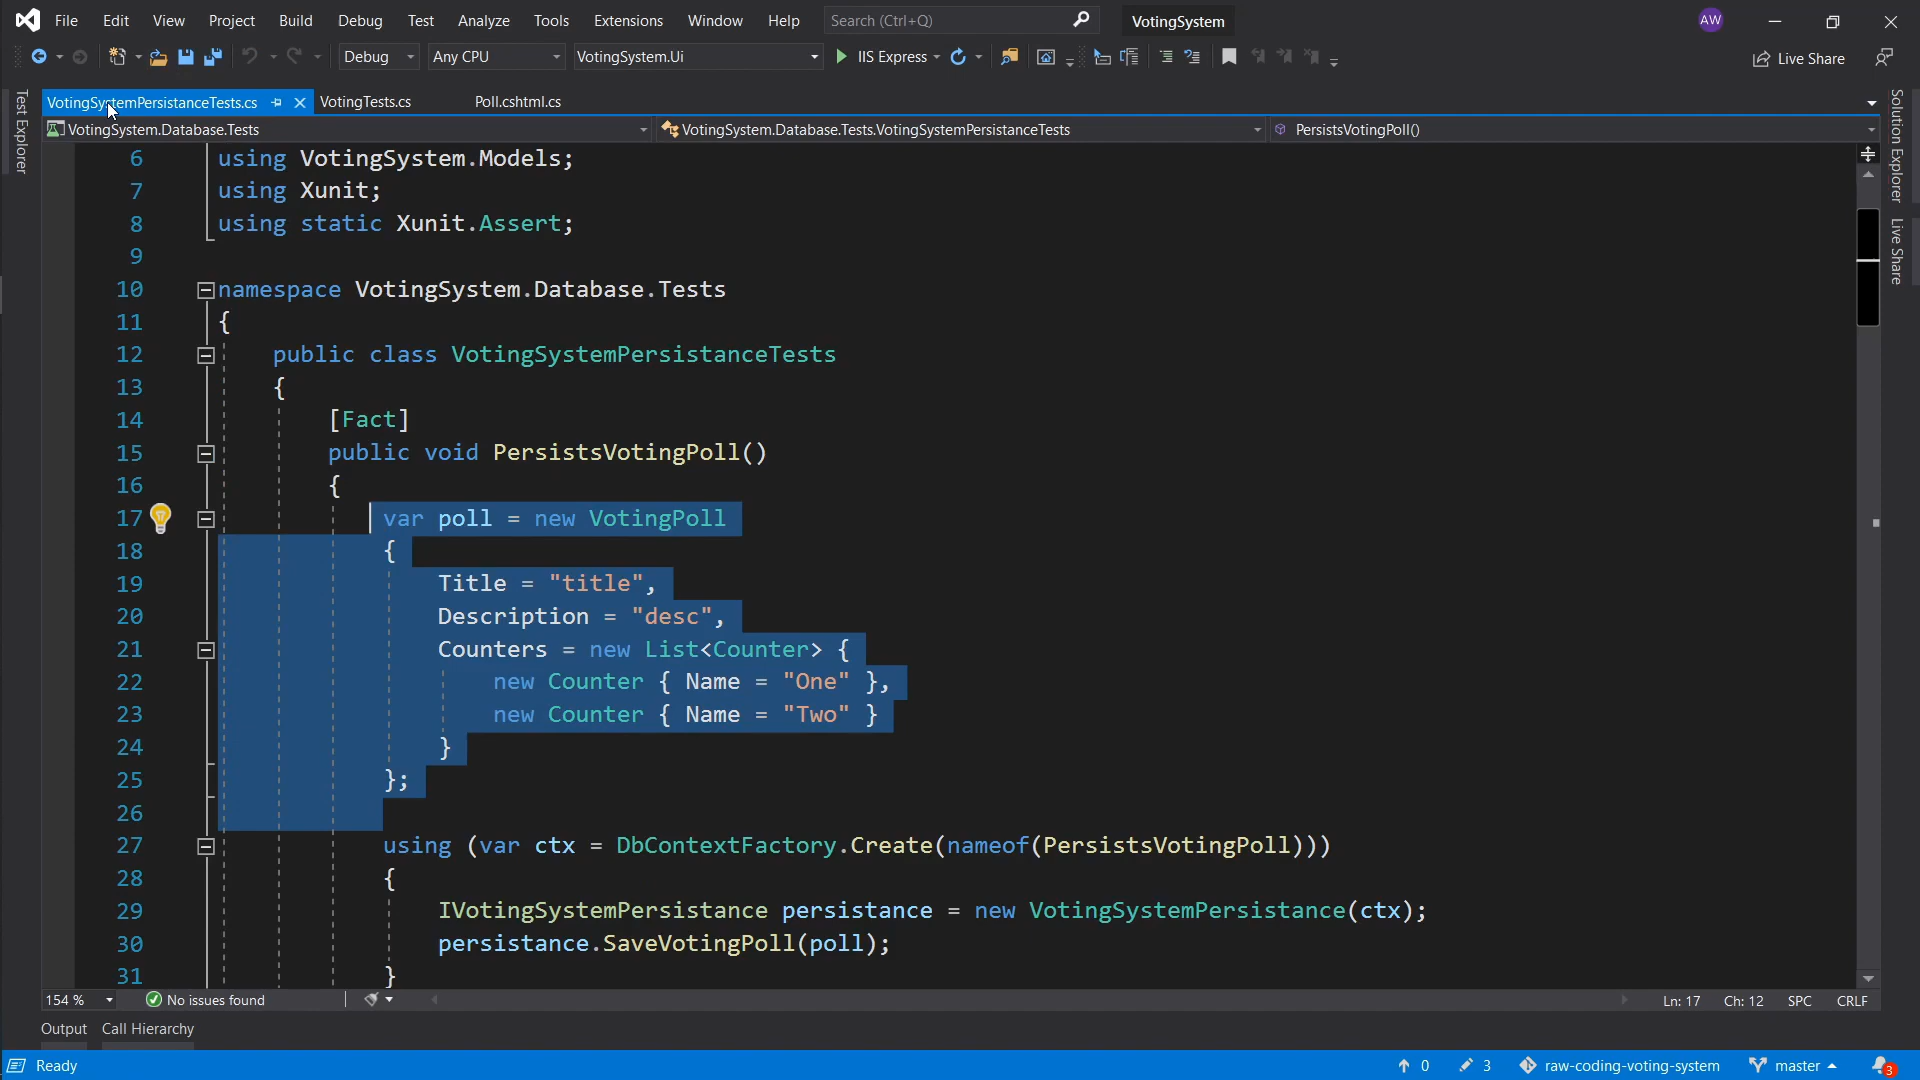 File Edit View Project Build Debug Test Analyze Tools Extensions Window Help Search (Ctrl+Q) VotingSystem AW
Debug Any CPU VotingSystem.Ui IIS Express Live Share
VotingSystemPersistanceTests.cs VotingTests.cs Poll.cshtml.cs
VotingSystem.Database.Tests VotingSystem.Database.Tests.VotingSystemPersistanceTests PersistsVotingPoll()
Test Explorer
Solution Explorer
Live Share
6 using VotingSystem.Models;
7 using Xunit;
8 using static Xunit.Assert;
9
10 namespace VotingSystem.Database.Tests
11 {
12 public class VotingSystemPersistanceTests
13 {
14 [Fact]
15 public void PersistsVotingPoll()
16 {
17 var poll = new VotingPoll
18 {
19 Title = "title",
20 Description = "desc",
21 Counters = new List<Counter> {
22 new Counter { Name = "One" },
23 new Counter { Name = "Two" }
24 }
25 };
26
27 using (var ctx = DbContextFactory.Create(nameof(PersistsVotingPoll)))
28 {
29 IVotingSystemPersistance persistance = new VotingSystemPersistance(ctx);
30 persistance.SaveVotingPoll(poll);
31 }
154 % No issues found Ln: 17 Ch: 12 SPC CRLF
Output Call Hierarchy
Ready 0 3 raw-coding-voting-system master 3